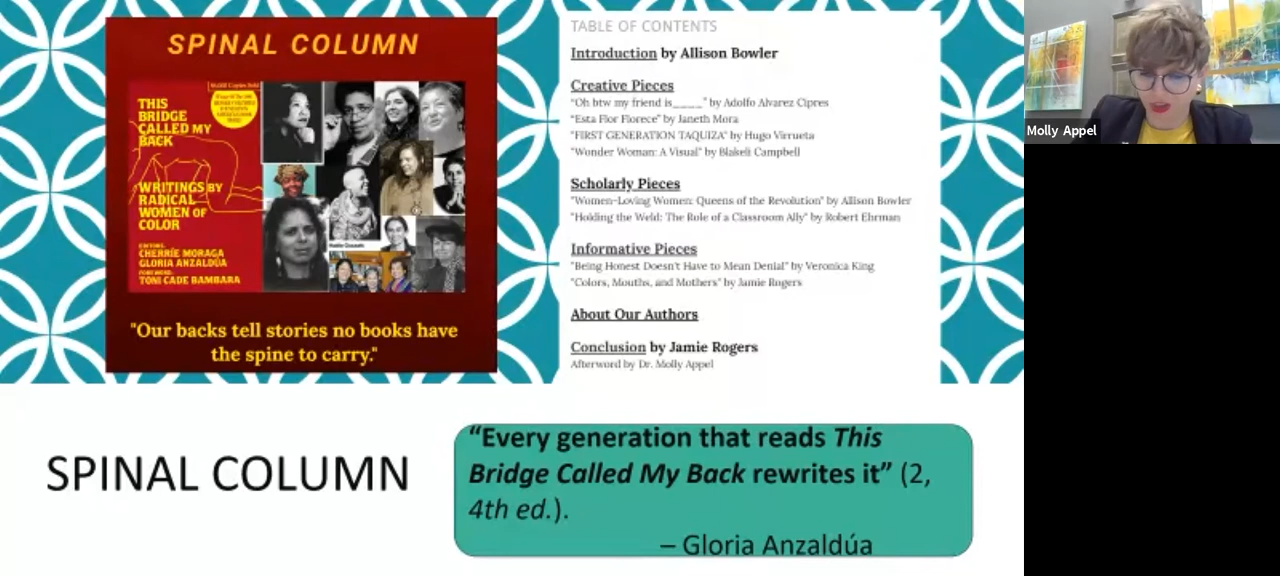 SPINAL COLUMN
THIS
BRIDGE
CALLED MY
BACK
WRITINGS BY
RADICAL
WOMEN OF
COLOR
EDITORS:
CHERRÍE MORAGA
GLORIA ANZALDÚA
FOREWORD:
TONI CADE BAMBARA
"Our backs tell stories no books have
the spine to carry."
TABLE OF CONTENTS
Introduction by Allison Bowler
Creative Pieces
"Oh btw my friend is_____" by Adolfo Alvarez Cipres
"Esta Flor Florece" by Janeth Mora
"FIRST GENERATION TAQUIZA" by Hugo Virrueta
"Wonder Woman: A Visual" by Blakeli Campbell
Scholarly Pieces
"Women-Loving Women: Queens of the Revolution" by Allison Bowler
"Holding the Weld: The Role of a Classroom Ally" by Robert Ehrman
Informative Pieces
"Being Honest Doesn't Have to Mean Denial" by Veronica King
"Colors, Mouths, and Mothers" by Jamie Rogers
About Our Authors
Conclusion by Jamie Rogers
Afterword by Dr. Molly Appel
SPINAL COLUMN
“Every generation that reads This
Bridge Called My Back rewrites it” (2,
4th ed.).
– Gloria Anzaldúa
Molly Appel